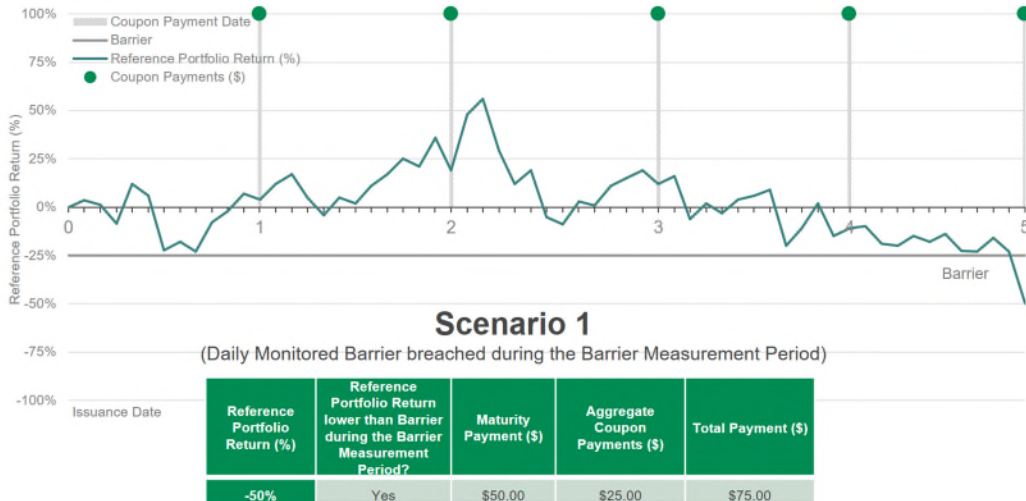 100%
Coupon Payment Date
Barrier
75%
Reference Portfolio Return (%)
Coupon Payments ($)
50%
25%
0%
0 1 2 3 4 5
-25%
Barrier
-50%
-75%
-100%
Reference Portfolio Return (%)
Scenario 1
(Daily Monitored Barrier breached during the Barrier Measurement Period)
Issuance Date
Reference
Portfolio
Return (%)
Reference
Portfolio Return
lower than Barrier
during the Barrier
Measurement
Period?
Maturity
Payment ($)
Aggregate
Coupon
Payments ($)
Total Payment ($)
-50% Yes $50.00 $25.00 $75.00